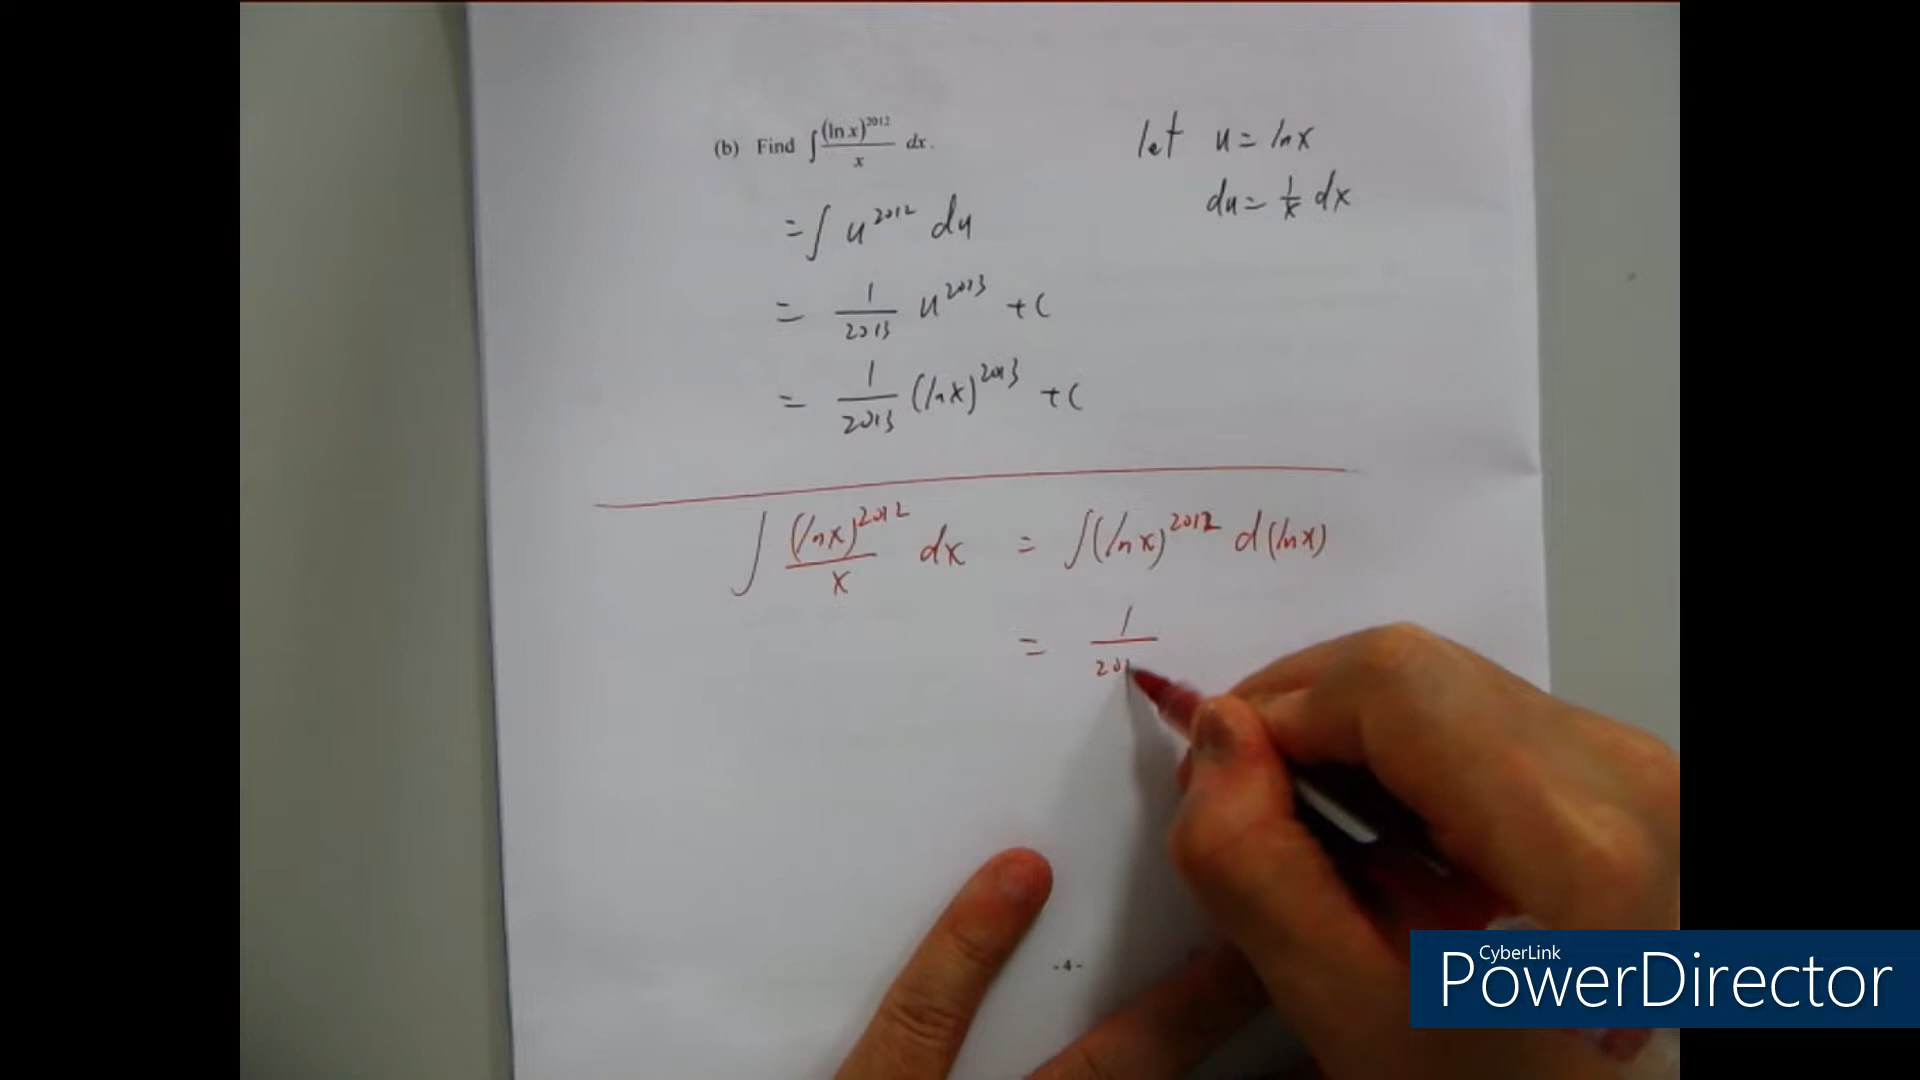 (b) Find ∫ (ln x)^2012 / x dx.
let u = ln x
du = 1/x dx
= ∫ u^2012 du
= 1/2013 u^2013 + C
= 1/2013 (ln x)^2013 + C
∫ (ln x)^2012 / x dx = ∫ (ln x)^2012 d(ln x)
= 1/201
- 4 -
CyberLink
PowerDirector